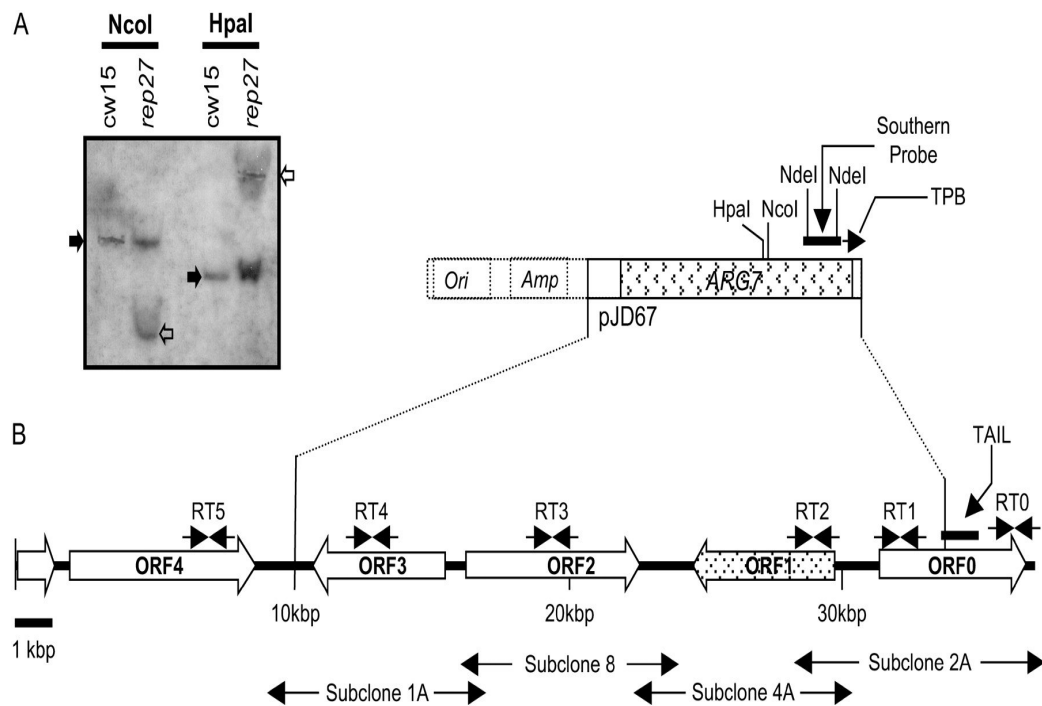 A
NcoI
HpaI
cw15
rep27
cw15
rep27
Southern
Probe
NdeI
NdeI
TPB
HpaI
NcoI
Ori
Amp
ARG7
pJD67
B
TAIL
RT5
RT4
RT3
RT2
RT1
RT0
ORF4
ORF3
ORF2
ORF1
ORF0
10kbp
20kbp
30kbp
1 kbp
Subclone 8
Subclone 2A
Subclone 1A
Subclone 4A